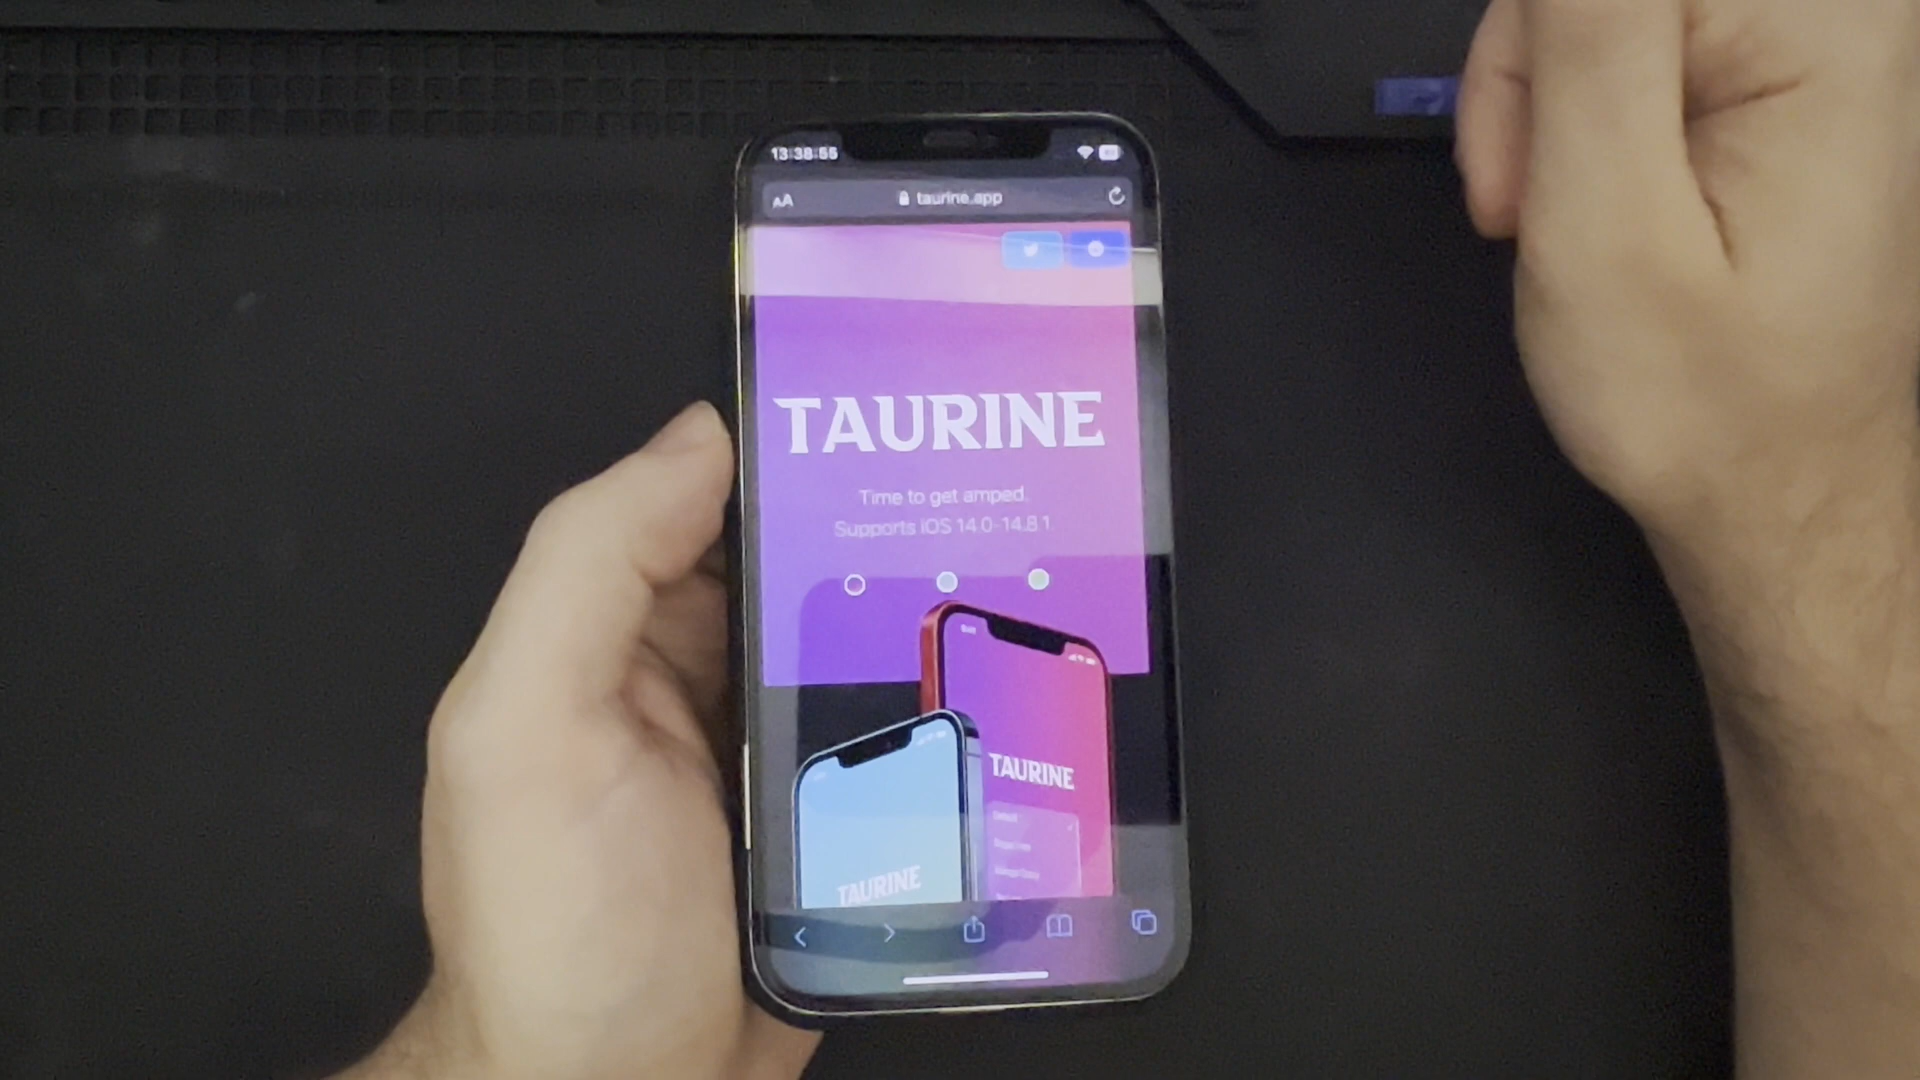 13:38:55
AA taurine.app
TAURINE
Time to get amped.
Supports iOS 14.0-14.8.1
TAURINE
Default
TAURINE